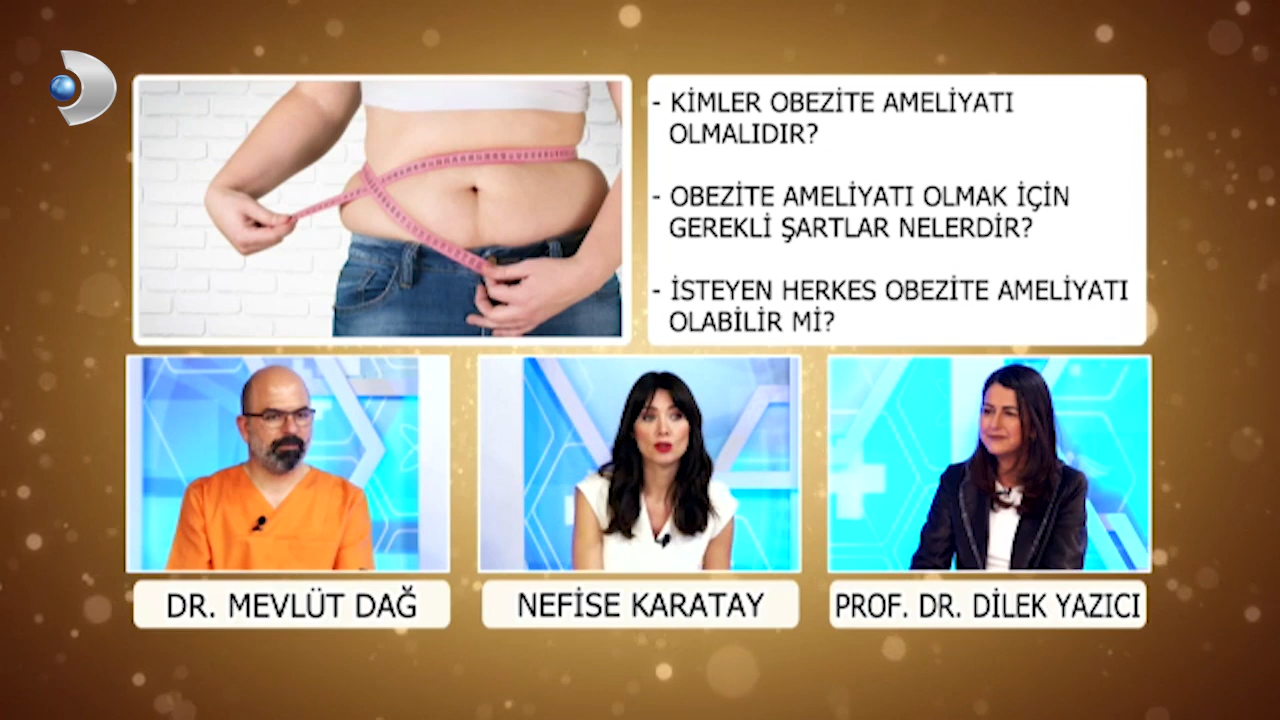 - KİMLER OBEZİTE AMELİYATI
OLMALIDIR?
- OBEZİTE AMELİYATI OLMAK İÇİN
GEREKLİ ŞARTLAR NELERDİR?
- İSTEYEN HERKES OBEZİTE AMELİYATI
OLABİLİR Mİ?
DR. MEVLÜT DAĞ
NEFİSE KARATAY
PROF. DR. DİLEK YAZICI